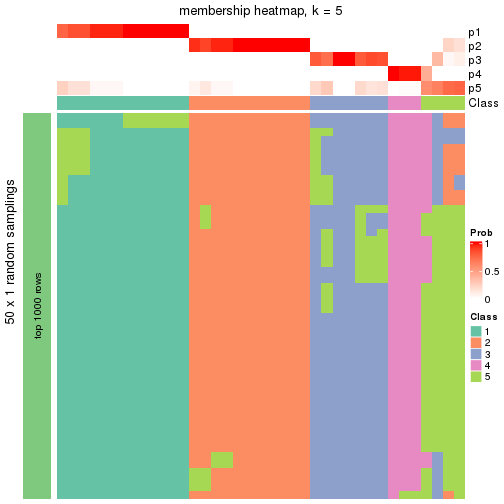 membership heatmap, k = 5
p1
p2
p3
p4
p5
Class
50 x 1 random samplings
top 1000 rows
Prob
1
0.5
0
Class
1
2
3
4
5